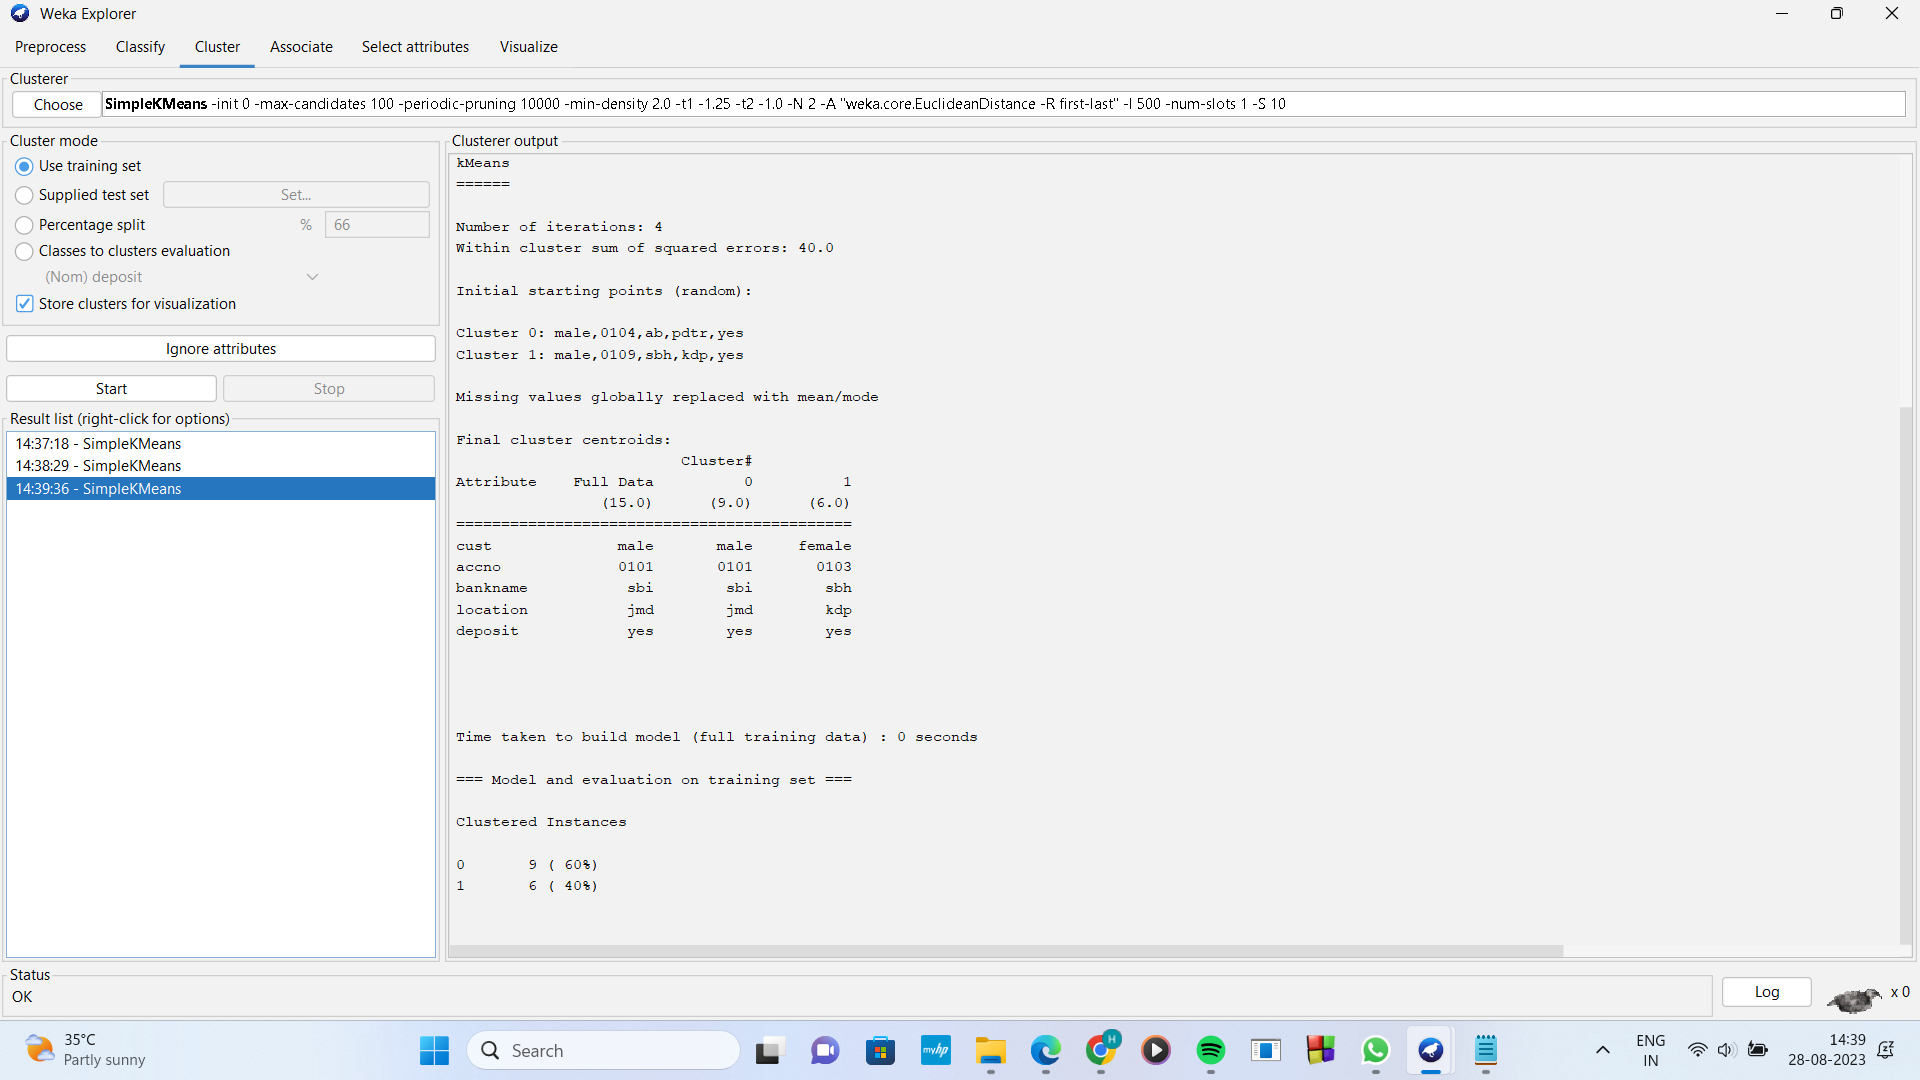 Weka Explorer
Preprocess Classify Cluster Associate Select attributes Visualize
Clusterer
Choose SimpleKMeans -init 0 -max-candidates 100 -periodic-pruning 10000 -min-density 2.0 -t1 -1.25 -t2 -1.0 -N 2 -A "weka.core.EuclideanDistance -R first-last" -I 500 -num-slots 1 -S 10
Cluster mode
Use training set
Supplied test set Set...
Percentage split % 66
Classes to clusters evaluation
(Nom) deposit
Store clusters for visualization
Ignore attributes
Start Stop
Result list (right-click for options)
14:37:18 - SimpleKMeans
14:38:29 - SimpleKMeans
14:39:36 - SimpleKMeans
Clusterer output
kMeans
======
Number of iterations: 4
Within cluster sum of squared errors: 40.0
Initial starting points (random):
Cluster 0: male,0104,ab,pdtr,yes
Cluster 1: male,0109,sbh,kdp,yes
Missing values globally replaced with mean/mode
Final cluster centroids:
Cluster#
Attribute Full Data 0 1
(15.0) (9.0) (6.0)
============================================
cust male male female
accno 0101 0101 0103
bankname sbi sbi sbh
location jmd jmd kdp
deposit yes yes yes
Time taken to build model (full training data) : 0 seconds
=== Model and evaluation on training set ===
Clustered Instances
0 9 ( 60%)
1 6 ( 40%)
Status
OK
Log x 0
35°C
Partly sunny
Search
myhp
H
ENG
IN
14:39
28-08-2023